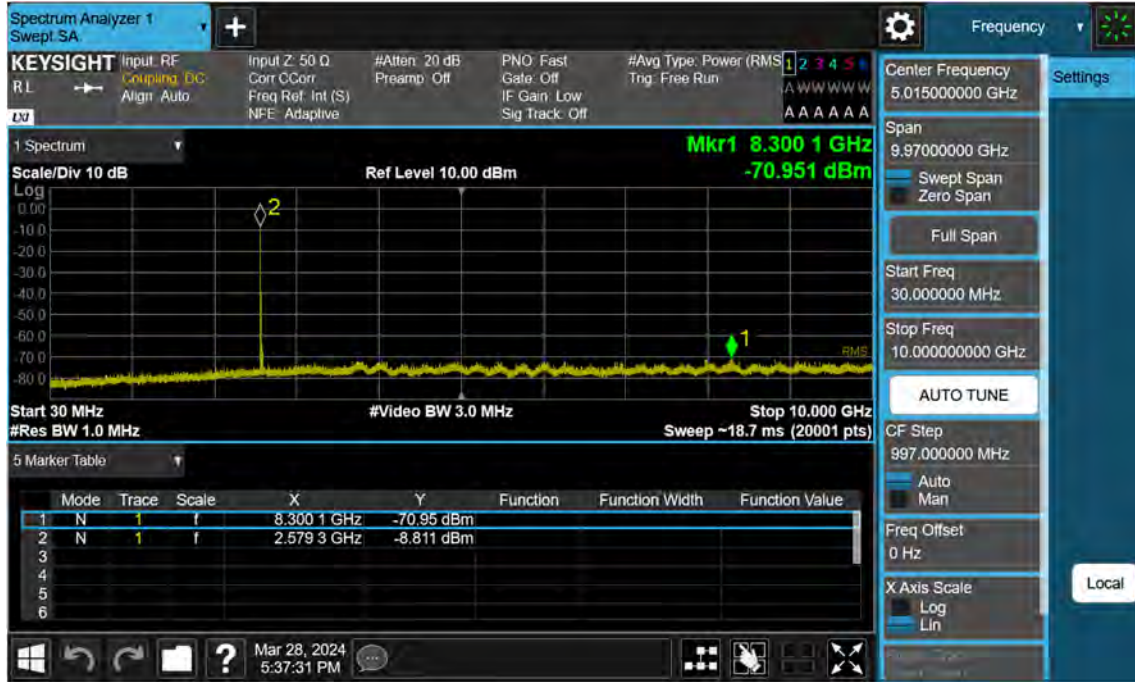 Spectrum Analyzer 1
Swept SA
Frequency
KEYSIGHT
RL
LXI
Input: RF
Coupling: DC
Align: Auto
Input Z: 50 Ω
Corr CCorr
Freq Ref: Int (S)
NFE: Adaptive
#Atten: 20 dB
Preamp: Off
PNO: Fast
Gate: Off
IF Gain: Low
Sig Track: Off
#Avg Type: Power (RMS
Trig: Free Run
1 2 3 4 5 6
A W W W W W
A A A A A A
Center Frequency
5.015000000 GHz
Settings
Span
9.97000000 GHz
Swept Span
Zero Span
Full Span
Start Freq
30.000000 MHz
Stop Freq
10.000000000 GHz
AUTO TUNE
CF Step
997.000000 MHz
Auto
Man
Freq Offset
0 Hz
X Axis Scale
Log
Lin
Local
1 Spectrum
Scale/Div 10 dB
Ref Level 10.00 dBm
Mkr1 8.300 1 GHz
-70.951 dBm
Log
0.00
-10.0
-20.0
-30.0
-40.0
-50.0
-60.0
-70.0
-80.0
2
1
RMS
Start 30 MHz
#Video BW 3.0 MHz
Stop 10.000 GHz
#Res BW 1.0 MHz
Sweep ~18.7 ms (20001 pts)
5 Marker Table
Mode Trace Scale X Y Function Function Width Function Value
1 N 1 f 8.300 1 GHz -70.95 dBm
2 N 1 f 2.579 3 GHz -8.811 dBm
3
4
5
6
?
Mar 28, 2024
5:37:31 PM